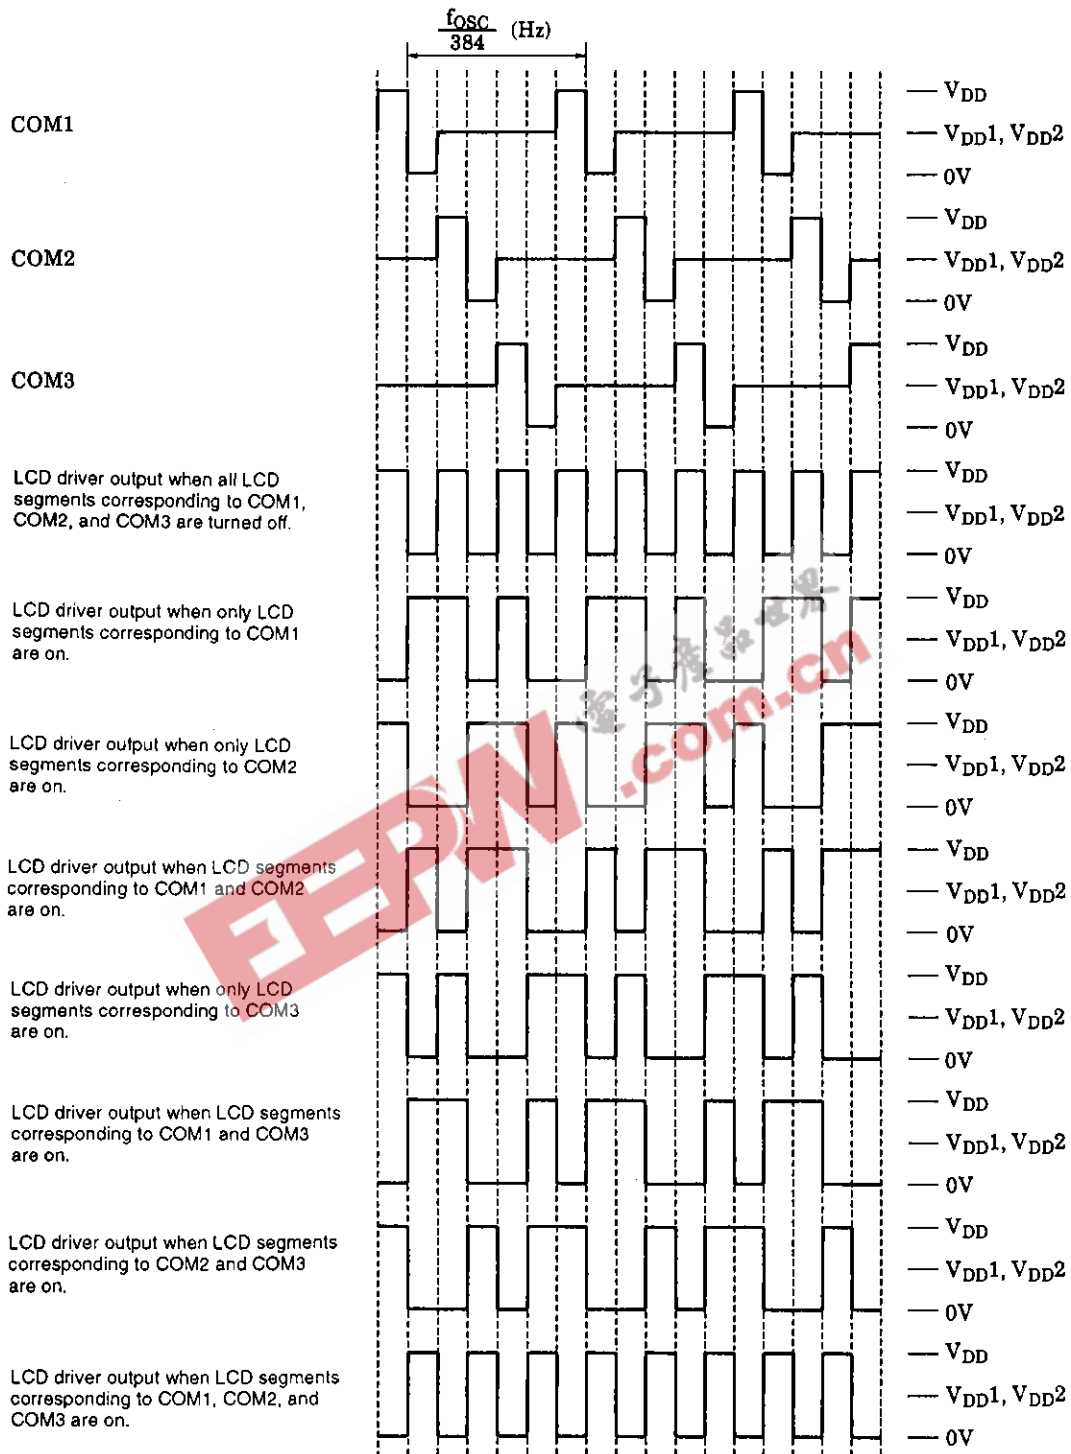 fOSC
384 (Hz)
COM1
VDD
VDD1, VDD2
0V
COM2
VDD
VDD1, VDD2
0V
COM3
VDD
VDD1, VDD2
0V
LCD driver output when all LCD
segments corresponding to COM1,
COM2, and COM3 are turned off.
VDD
VDD1, VDD2
0V
LCD driver output when only LCD
segments corresponding to COM1
are on.
VDD
VDD1, VDD2
0V
LCD driver output when only LCD
segments corresponding to COM2
are on.
VDD
VDD1, VDD2
0V
LCD driver output when LCD segments
corresponding to COM1 and COM2
are on.
VDD
VDD1, VDD2
0V
LCD driver output when only LCD
segments corresponding to COM3
are on.
VDD
VDD1, VDD2
0V
LCD driver output when LCD segments
corresponding to COM1 and COM3
are on.
VDD
VDD1, VDD2
0V
LCD driver output when LCD segments
corresponding to COM2 and COM3
are on.
VDD
VDD1, VDD2
0V
LCD driver output when LCD segments
corresponding to COM1, COM2, and
COM3 are on.
VDD
VDD1, VDD2
0V
EEPW.com.cn
電子產品世界